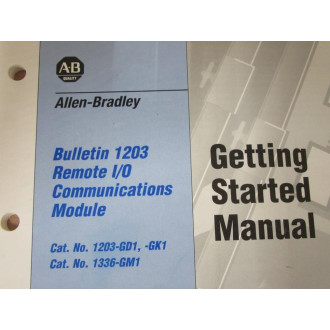 AB
QUALITY
Allen-Bradley
Bulletin 1203
Remote I/O
Communications
Module
Cat. No. 1203-GD1, -GK1
Cat. No. 1336-GM1
Getting
Started
Manual